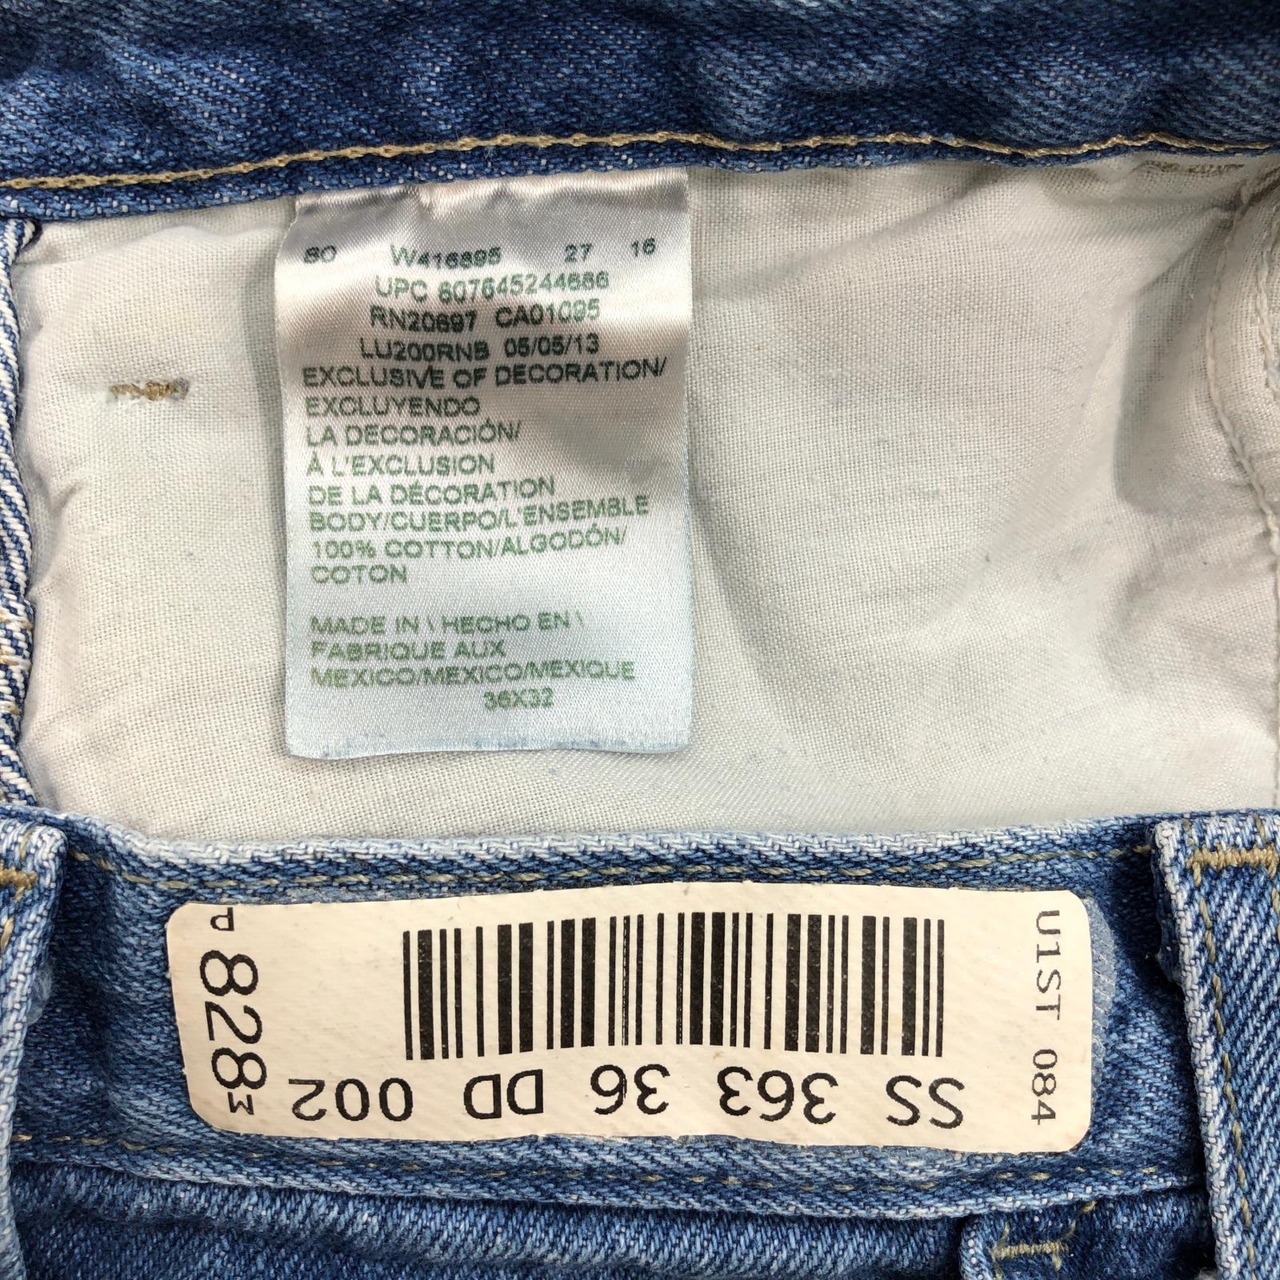 80 W416895 27 16
UPC 607645244686
RN20697 CA01095
LU200RNB 05/05/13
EXCLUSIVE OF DECORATION/
EXCLUYENDO
LA DECORACIÓN/
À L'EXCLUSION
DE LA DÉCORATION
BODY/CUERPO/L'ENSEMBLE
100% COTTON/ALGODÓN/
COTON
MADE IN \ HECHO EN \
FABRIQUE AUX
MEXICO/MEXICO/MEXIQUE
36X32
U1ST 084
SS 363 36 DD 002
P 828 M